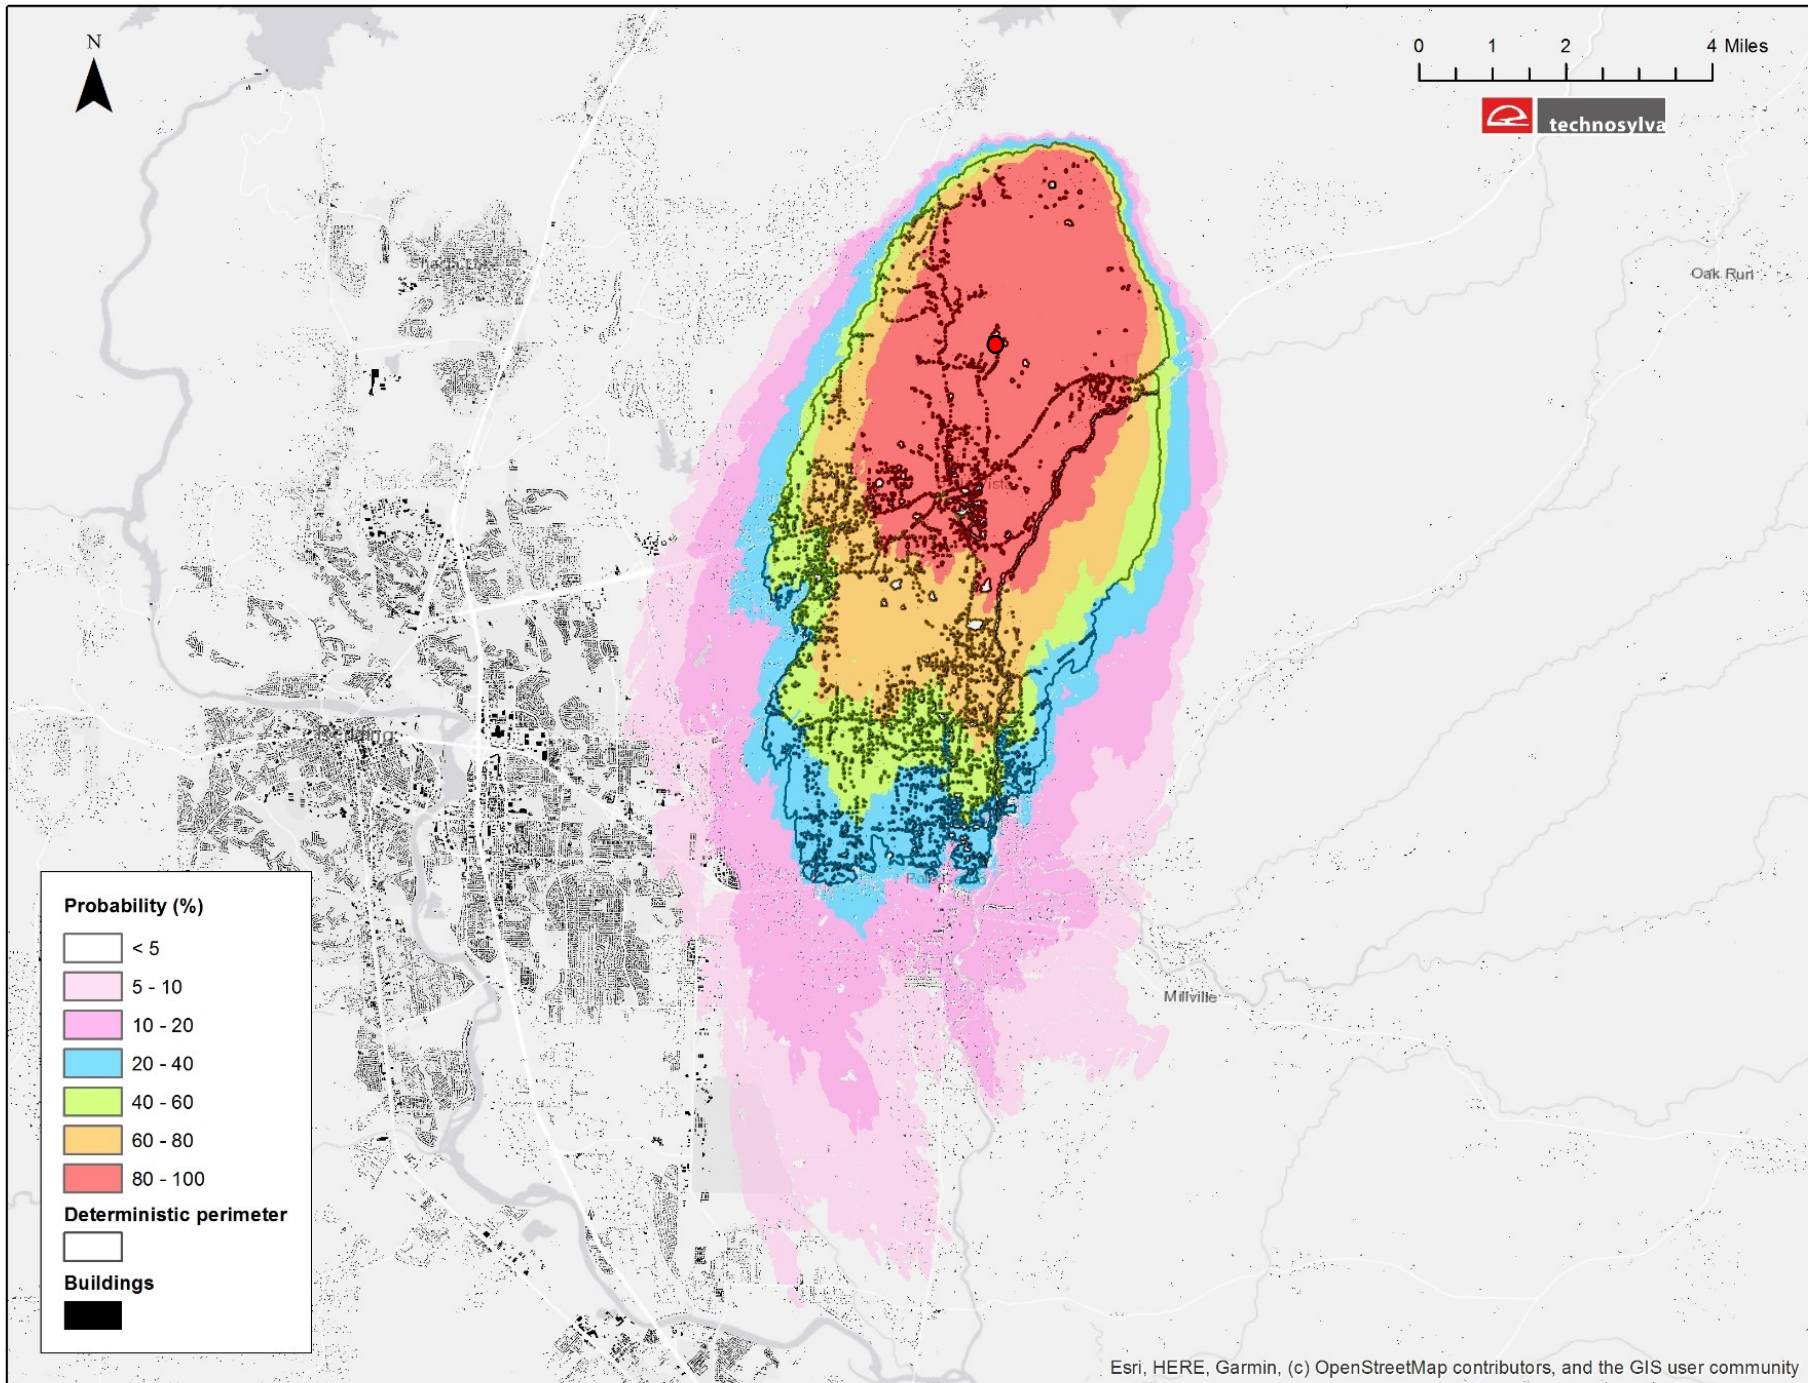 N
0 1 2 4 Miles
technosylva
Oak Run
Redding
Millville
Probability (%)
< 5
5 - 10
10 - 20
20 - 40
40 - 60
60 - 80
80 - 100
Deterministic perimeter
Buildings
Esri, HERE, Garmin, (c) OpenStreetMap contributors, and the GIS user community